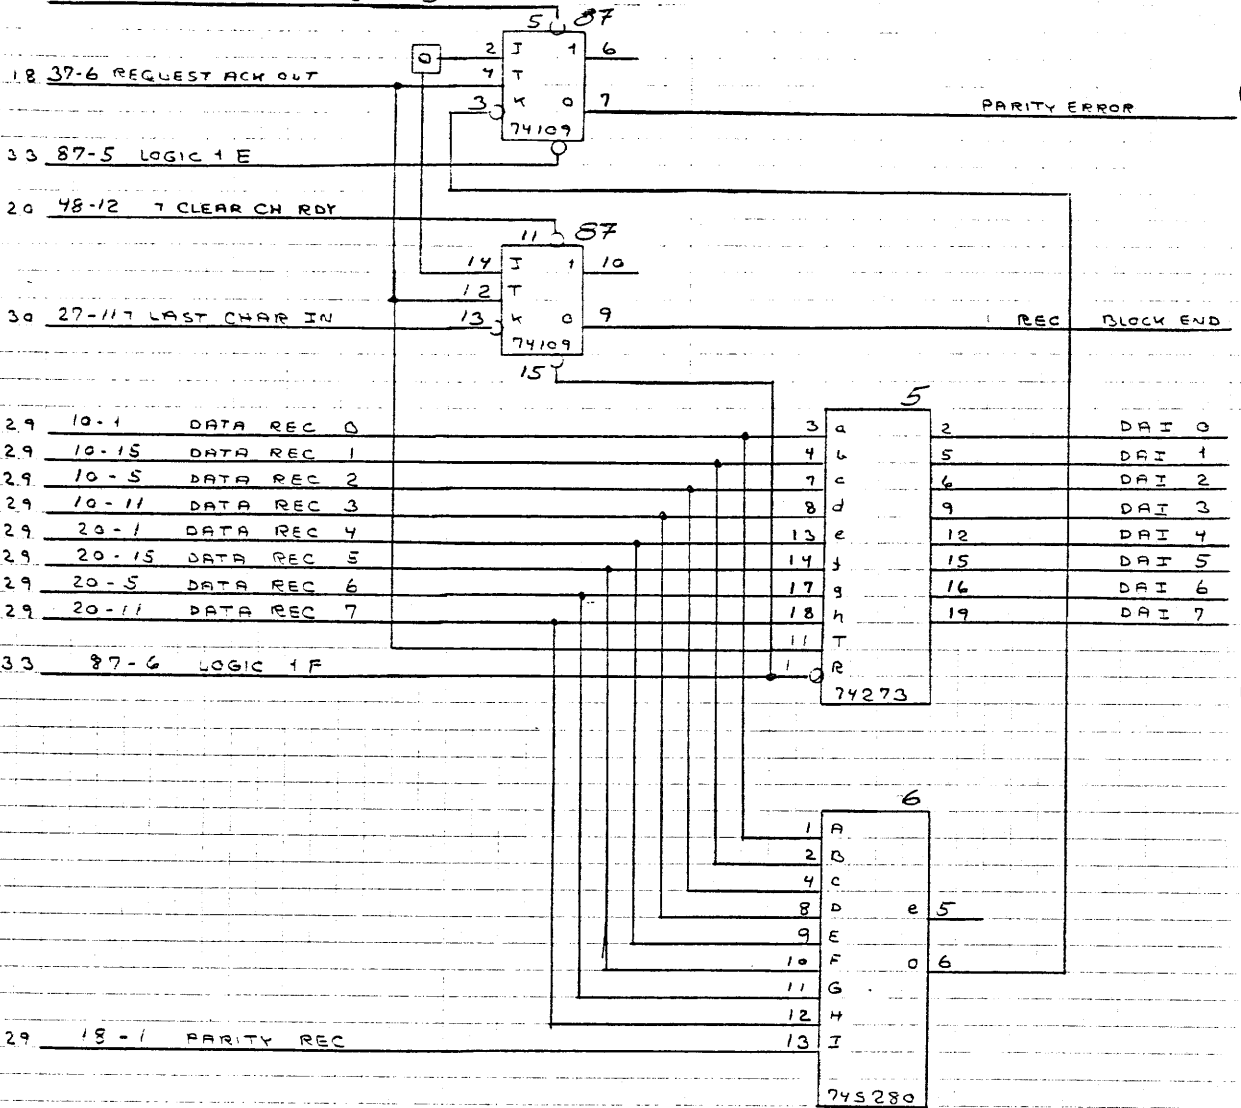 5 87
0 2 J 1 6
18 37-6 REQUEST ACK OUT 4 T
3 K 0 7 PARITY ERROR
74109
33 87-5 LOGIC 1 E
20 48-12 ┐ CLEAR CH RDY
11 87
14 J 1 10
12 T
30 27-11 ┐ LAST CHAR IN 13 K 0 9 REC BLOCK END
74109
15
5
29 10-1 DATA REC 0 3 a 2 DAI 0
29 10-15 DATA REC 1 4 b 5 DAI 1
29 10-5 DATA REC 2 7 c 6 DAI 2
29 10-11 DATA REC 3 8 d 9 DAI 3
29 20-1 DATA REC 4 13 e 12 DAI 4
29 20-15 DATA REC 5 14 f 15 DAI 5
29 20-5 DATA REC 6 17 g 16 DAI 6
29 20-11 DATA REC 7 18 h 19 DAI 7
11 T
33 87-6 LOGIC 1 F 1 R
74273
6
1 A
2 B
4 C
8 D e 5
9 E
10 F o 6
11 G
12 H
29 18-1 PARITY REC 13 I
74S280